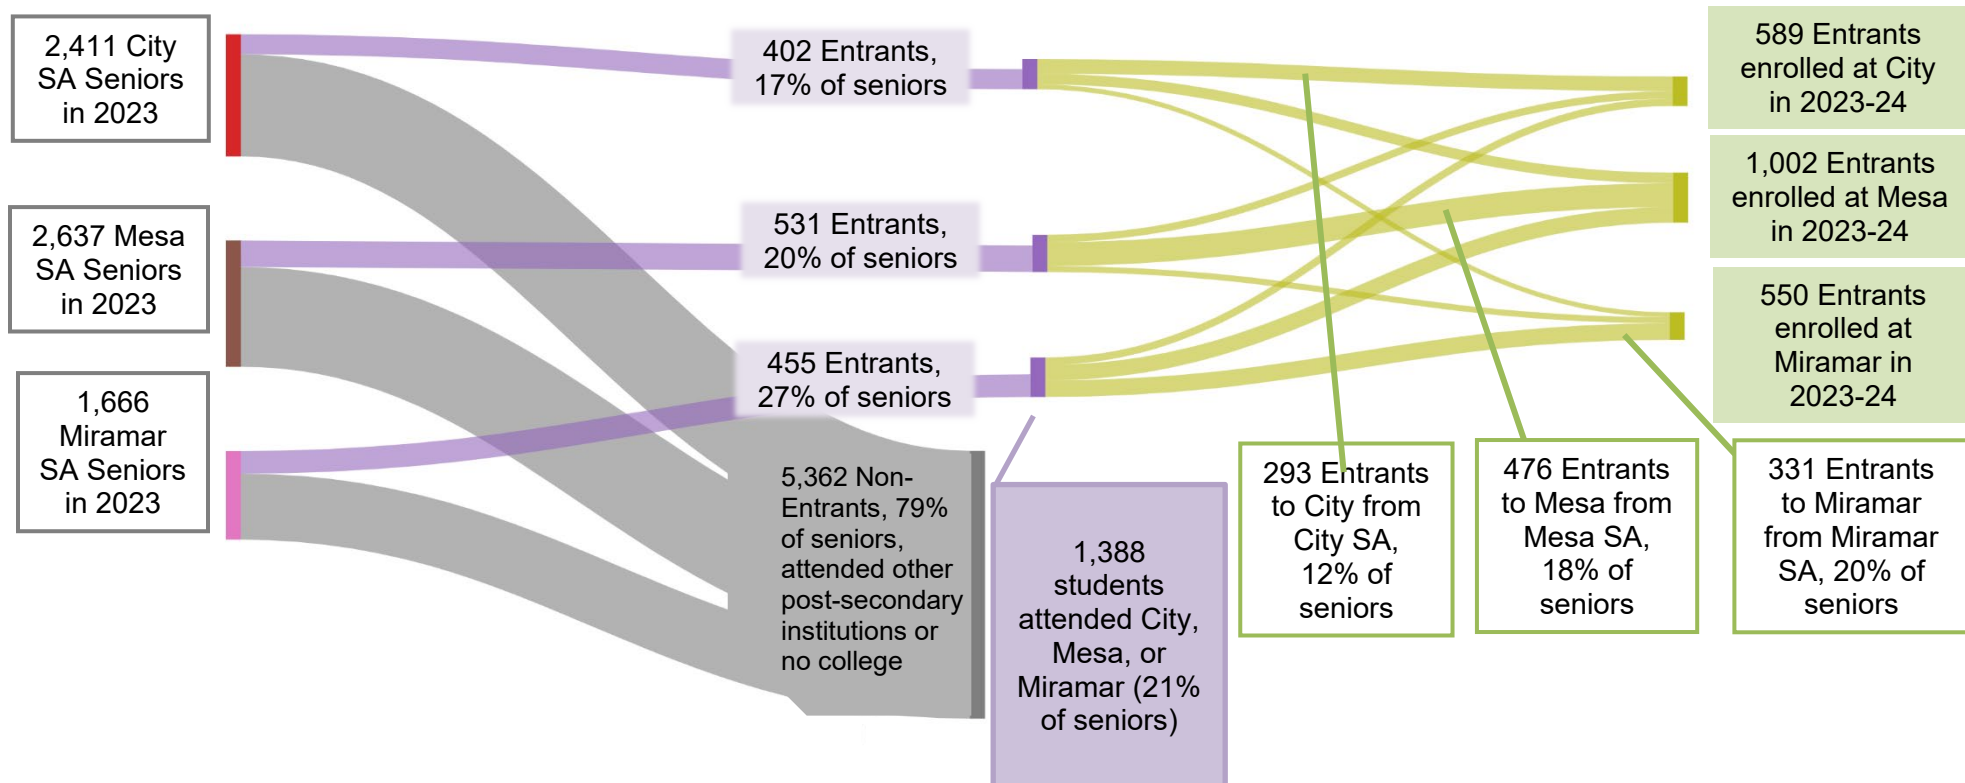 2,411 City
SA Seniors
in 2023
2,637 Mesa
SA Seniors
in 2023
1,666
Miramar
SA Seniors
in 2023
402 Entrants,
17% of seniors
531 Entrants,
20% of seniors
455 Entrants,
27% of seniors
5,362 Non-
Entrants, 79%
of seniors,
attended other
post-secondary
institutions or
no college
1,388
students
attended City,
Mesa, or
Miramar (21%
of seniors)
589 Entrants
enrolled at City
in 2023-24
1,002 Entrants
enrolled at Mesa
in 2023-24
550 Entrants
enrolled at
Miramar in
2023-24
293 Entrants
to City from
City SA,
12% of
seniors
476 Entrants
to Mesa from
Mesa SA,
18% of
seniors
331 Entrants
to Miramar
from Miramar
SA, 20% of
seniors